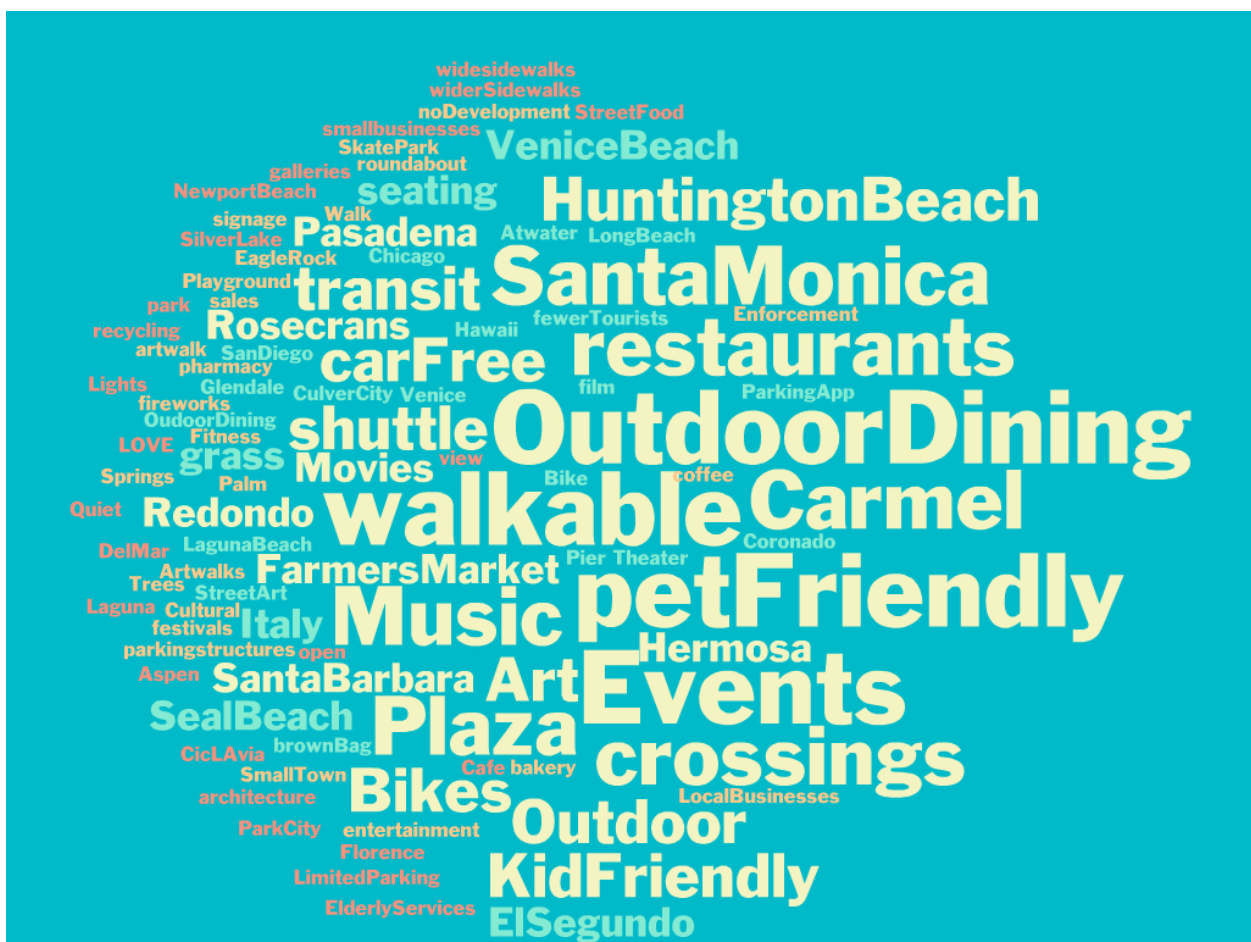 widesidewalks
widerSidewalks
noDevelopment StreetFood
smallbusinesses
SkatePark VeniceBeach
roundabout
galleries
NewportBeach seating HuntingtonBeach
signage Walk
SilverLake Pasadena Atwater LongBeach
EagleRock Chicago
Playground transit SantaMonica
park sales
recycling Rosecrans Hawaii fewerTourists Enforcement
artwalk SanDiego carFree restaurants
pharmacy
Lights Glendale CulverCity Venice film ParkingApp
fireworks
OudoorDining shuttle OutdoorDining
LOVE Fitness
grass Movies view
Springs Palm Bike coffee
Quiet Redondo walkable Carmel
DelMar LagunaBeach Coronado
Artwalks FarmersMarket Pier Theater
Trees StreetArt petFriendly
Laguna Cultural Music
festivals Italy
parkingstructures open Hermosa
Aspen SantaBarbara Art Events
SealBeach Plaza
CicLAvia brownBag crossings
SmallTown Cafe bakery
architecture Bikes LocalBusinesses
ParkCity entertainment Outdoor
Florence
LimitedParking KidFriendly
ElderlyServices ElSegundo